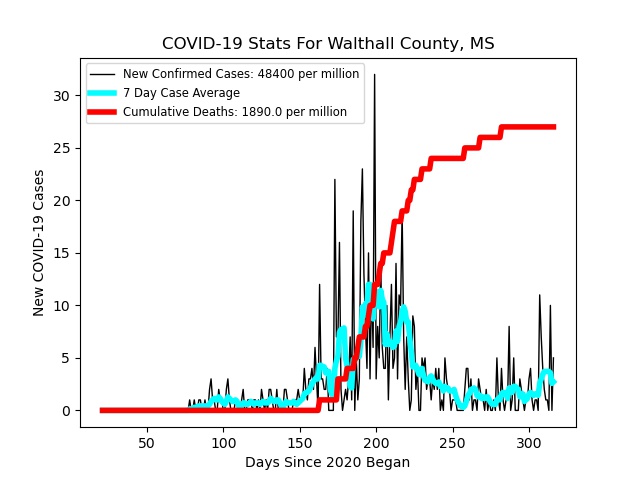 COVID-19 Stats For Walthall County, MS
New Confirmed Cases: 48400 per million
7 Day Case Average
Cumulative Deaths: 1890.0 per million
New COVID-19 Cases
30
25
20
15
10
5
0
50 100 150 200 250 300
Days Since 2020 Began